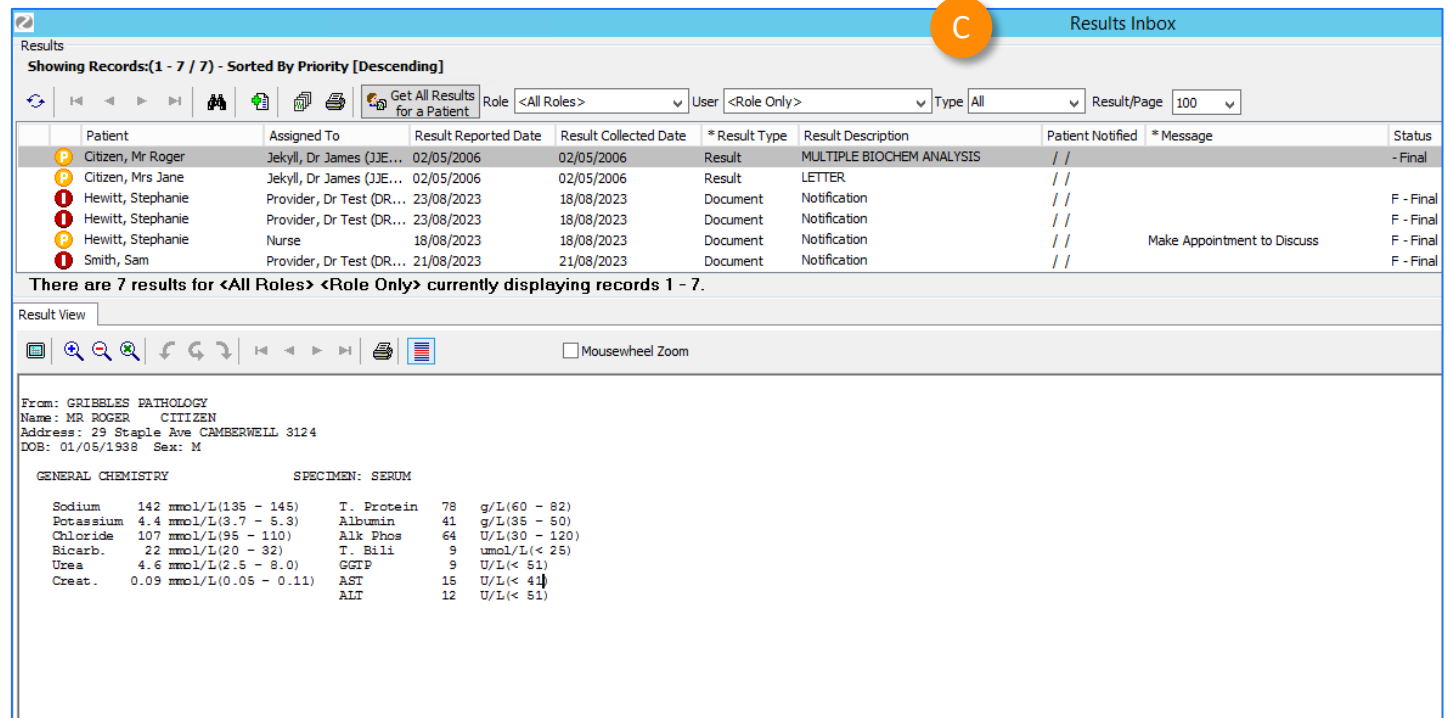 C
Results Inbox
Results
Showing Records:(1 - 7 / 7) - Sorted By Priority [Descending]
Get All Results for a Patient Role <All Roles> User <Role Only> Type All Result/Page 100
Patient Assigned To Result Reported Date Result Collected Date * Result Type Result Description Patient Notified * Message Status
P Citizen, Mr Roger Jekyll, Dr James (JJE... 02/05/2006 02/05/2006 Result MULTIPLE BIOCHEM ANALYSIS / / - Final
P Citizen, Mrs Jane Jekyll, Dr James (JJE... 02/05/2006 02/05/2006 Result LETTER / /
I Hewitt, Stephanie Provider, Dr Test (DR... 23/08/2023 18/08/2023 Document Notification / / F - Final
I Hewitt, Stephanie Provider, Dr Test (DR... 23/08/2023 18/08/2023 Document Notification / / F - Final
P Hewitt, Stephanie Nurse 18/08/2023 18/08/2023 Document Notification / / Make Appointment to Discuss F - Final
I Smith, Sam Provider, Dr Test (DR... 21/08/2023 21/08/2023 Document Notification / / F - Final
There are 7 results for <All Roles> <Role Only> currently displaying records 1 - 7.
Result View
Mousewheel Zoom
From: GRIBBLES PATHOLOGY
Name: MR ROGER CITIZEN
Address: 29 Staple Ave CAMBERWELL 3124
DOB: 01/05/1938 Sex: M
GENERAL CHEMISTRY SPECIMEN: SERUM
Sodium 142 mmol/L(135 - 145) T. Protein 78 g/L(60 - 82)
Potassium 4.4 mmol/L(3.7 - 5.3) Albumin 41 g/L(35 - 50)
Chloride 107 mmol/L(95 - 110) Alk Phos 64 U/L(30 - 120)
Bicarb. 22 mmol/L(20 - 32) T. Bili 9 umol/L(< 25)
Urea 4.6 mmol/L(2.5 - 8.0) GGTP 9 U/L(< 51)
Creat. 0.09 mmol/L(0.05 - 0.11) AST 15 U/L(< 41)
ALT 12 U/L(< 51)